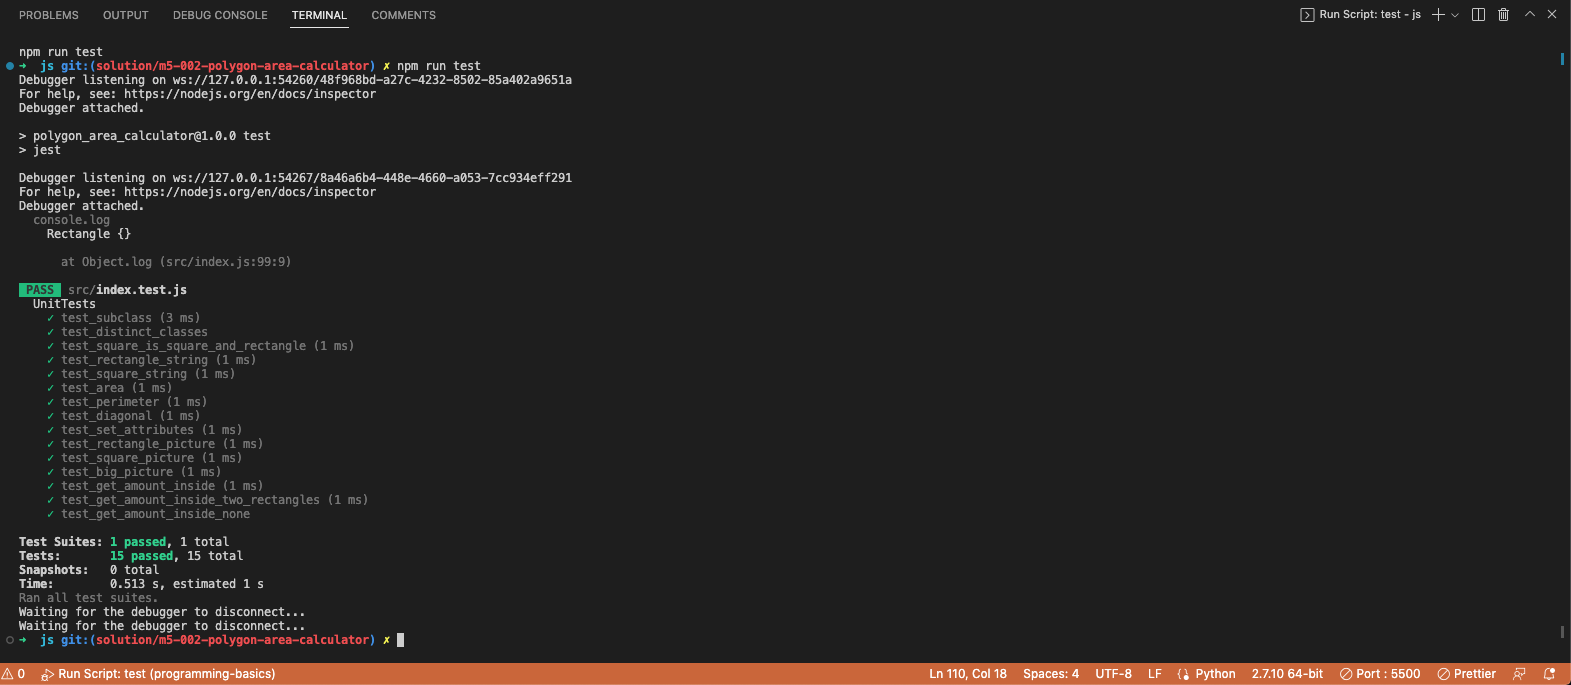 PROBLEMS OUTPUT DEBUG CONSOLE TERMINAL COMMENTS Run Script: test - js
npm run test
➜ js git:(solution/m5-002-polygon-area-calculator) ✗ npm run test
Debugger listening on ws://127.0.0.1:54260/48f968bd-a27c-4232-8502-85a402a9651a
For help, see: https://nodejs.org/en/docs/inspector
Debugger attached.
> polygon_area_calculator@1.0.0 test
> jest
Debugger listening on ws://127.0.0.1:54267/8a46a6b4-448e-4660-a053-7cc934eff291
For help, see: https://nodejs.org/en/docs/inspector
Debugger attached.
console.log
Rectangle {}
at Object.log (src/index.js:99:9)
PASS src/index.test.js
UnitTests
✓ test_subclass (3 ms)
✓ test_distinct_classes
✓ test_square_is_square_and_rectangle (1 ms)
✓ test_rectangle_string (1 ms)
✓ test_square_string (1 ms)
✓ test_area (1 ms)
✓ test_perimeter (1 ms)
✓ test_diagonal (1 ms)
✓ test_set_attributes (1 ms)
✓ test_rectangle_picture (1 ms)
✓ test_square_picture (1 ms)
✓ test_big_picture (1 ms)
✓ test_get_amount_inside (1 ms)
✓ test_get_amount_inside_two_rectangles (1 ms)
✓ test_get_amount_inside_none
Test Suites: 1 passed, 1 total
Tests: 15 passed, 15 total
Snapshots: 0 total
Time: 0.513 s, estimated 1 s
Ran all test suites.
Waiting for the debugger to disconnect...
Waiting for the debugger to disconnect...
➜ js git:(solution/m5-002-polygon-area-calculator) ✗
0 Run Script: test (programming-basics) Ln 110, Col 18 Spaces: 4 UTF-8 LF Python 2.7.10 64-bit Port : 5500 Prettier